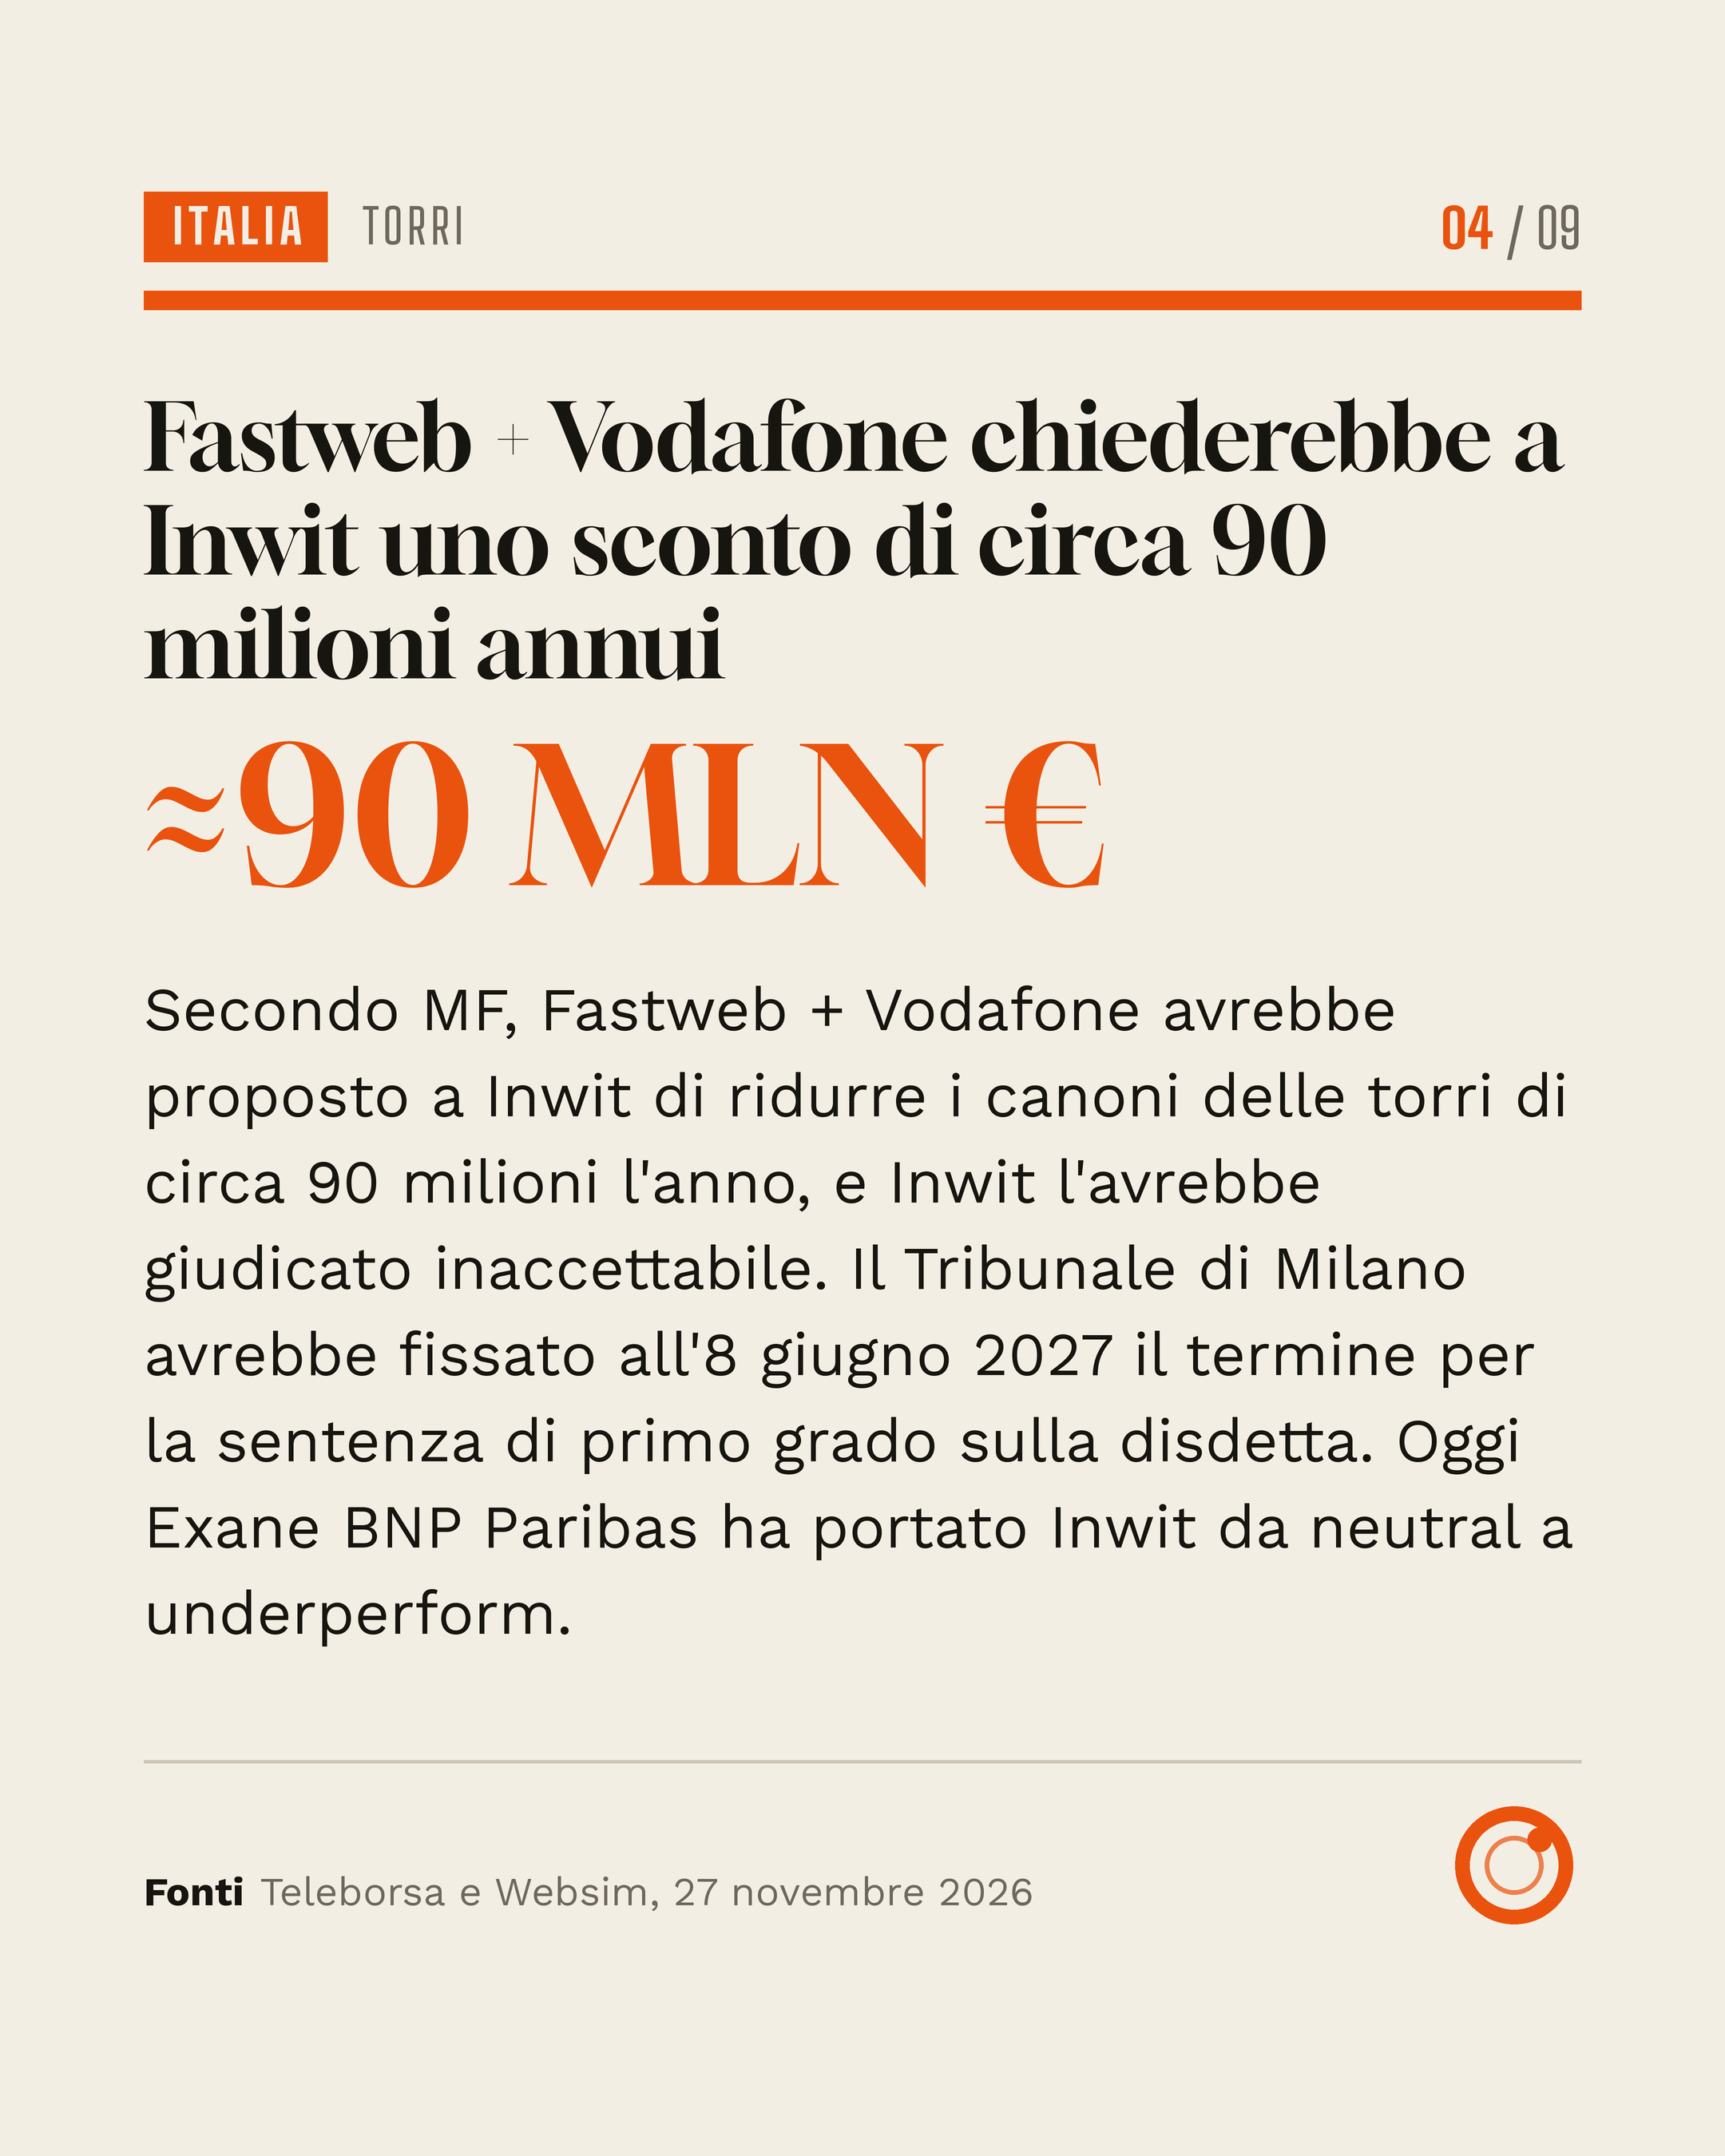 ITALIA TORRI 04 / 09
Fastweb + Vodafone chiederebbe a
Inwit uno sconto di circa 90
milioni annui
≈90 MLN €
Secondo MF, Fastweb + Vodafone avrebbe
proposto a Inwit di ridurre i canoni delle torri di
circa 90 milioni l'anno, e Inwit l'avrebbe
giudicato inaccettabile. Il Tribunale di Milano
avrebbe fissato all'8 giugno 2027 il termine per
la sentenza di primo grado sulla disdetta. Oggi
Exane BNP Paribas ha portato Inwit da neutral a
underperform.
Fonti Teleborsa e Websim, 27 novembre 2026